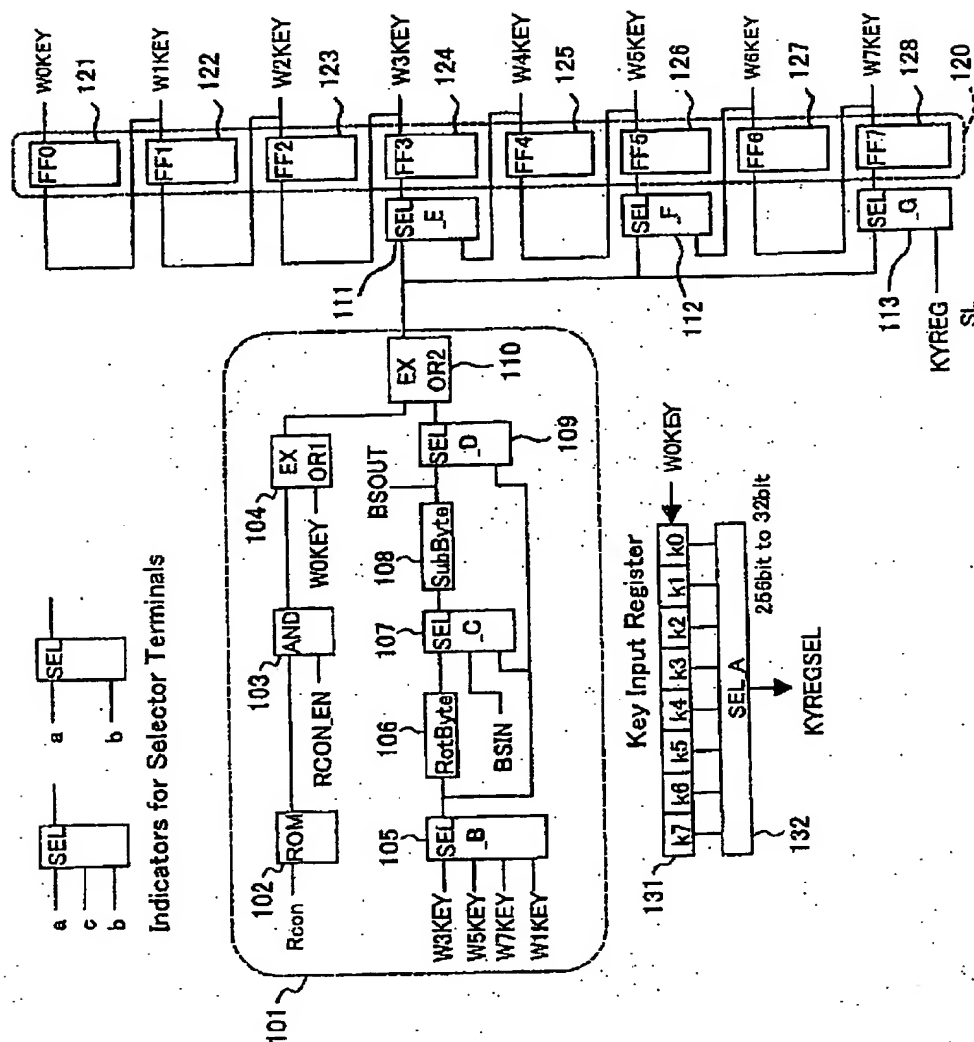 a
c
b
SEL
a
b
SEL
Indicators for Selector Terminals
101
Rcon
102
ROM
103
AND
RCON_EN
104
EX
OR1
W0KEY
W3KEY
W5KEY
W7KEY
W1KEY
105
SEL
_B
106
RotByte
BSIN
107
SEL
_C
108
SubByte
BSOUT
SEL
_D
109
EX
OR2
110
111
SEL
_E
112
SEL
_F
113
SEL
_G
KYREG
FF0
W0KEY
121
FF1
W1KEY
122
FF2
W2KEY
123
FF3
W3KEY
124
FF4
W4KEY
125
FF5
W5KEY
126
FF6
W6KEY
127
FF7
W7KEY
128
120
Key Input Register
131
k7 k6 k5 k4 k3 k2 k1 k0
W0KEY
132
SEL_A
256bit to 32bit
KYREGSEL